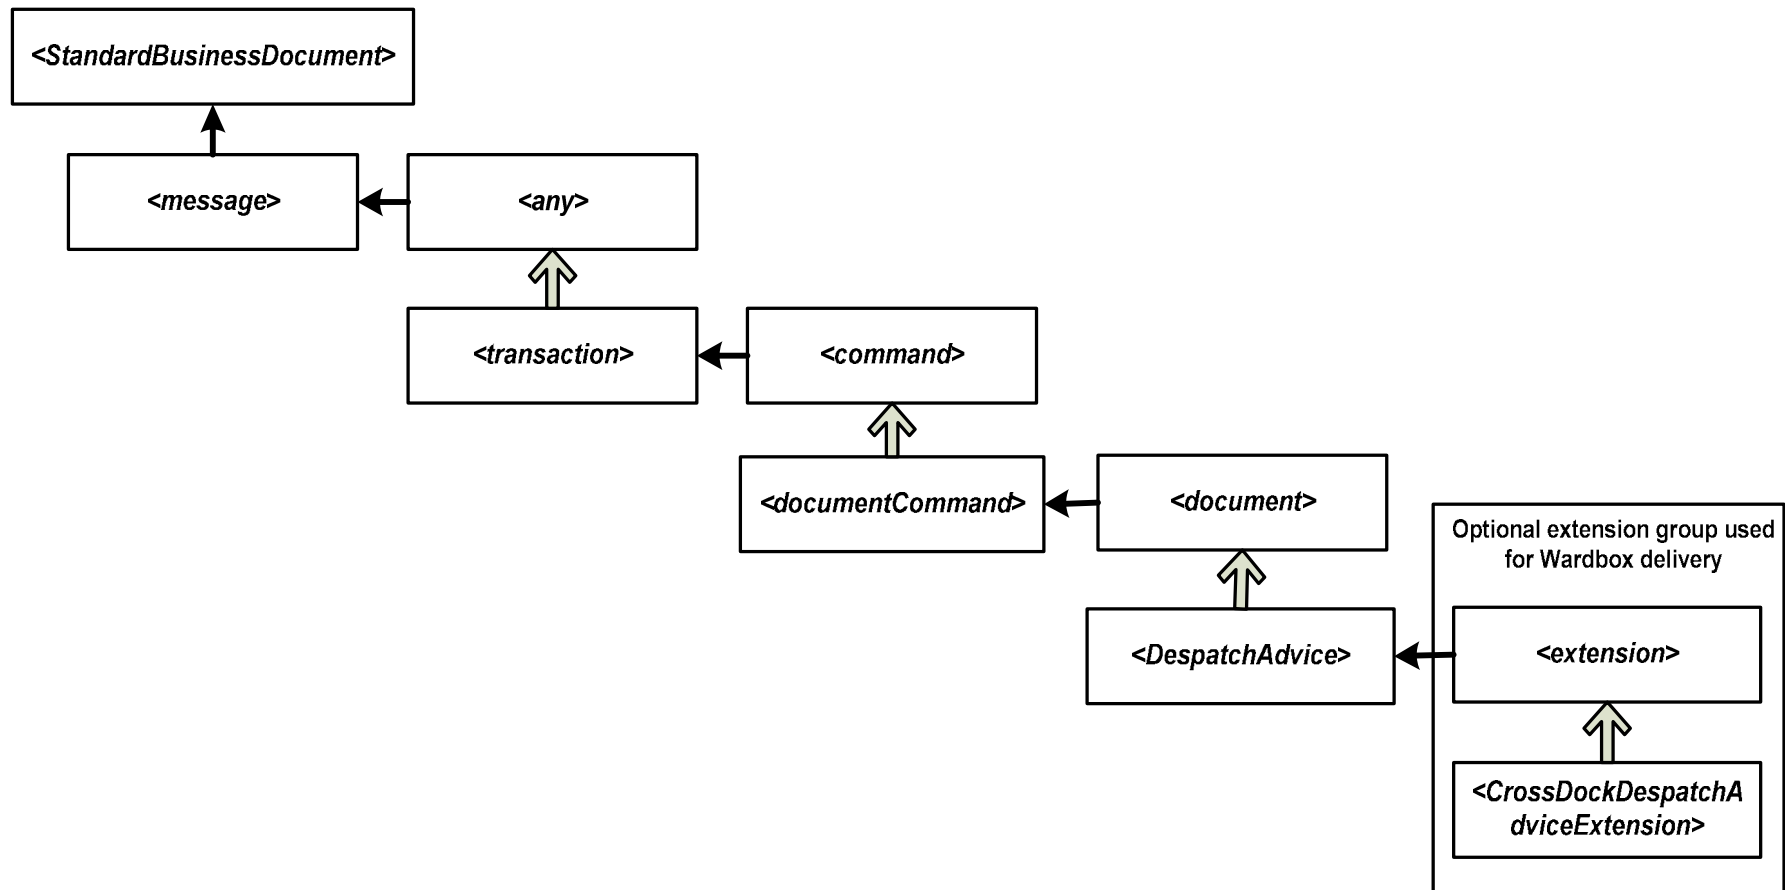 <StandardBusinessDocument>
<message>
<any>
<transaction>
<command>
<documentCommand>
<document>
Optional extension group used
for Wardbox delivery
<DespatchAdvice>
<extension>
<CrossDockDespatchA
dviceExtension>